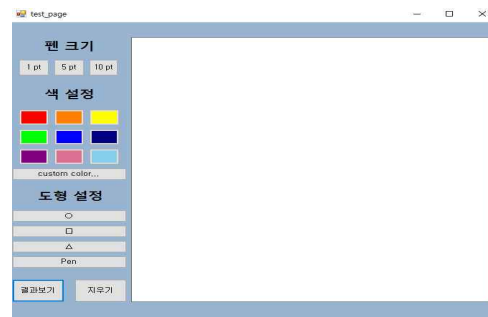 test_page
펜 크기
1 pt 5 pt 10 pt
색 설정
custom color...
도형 설정
○
□
△
Pen
결과보기 지우기